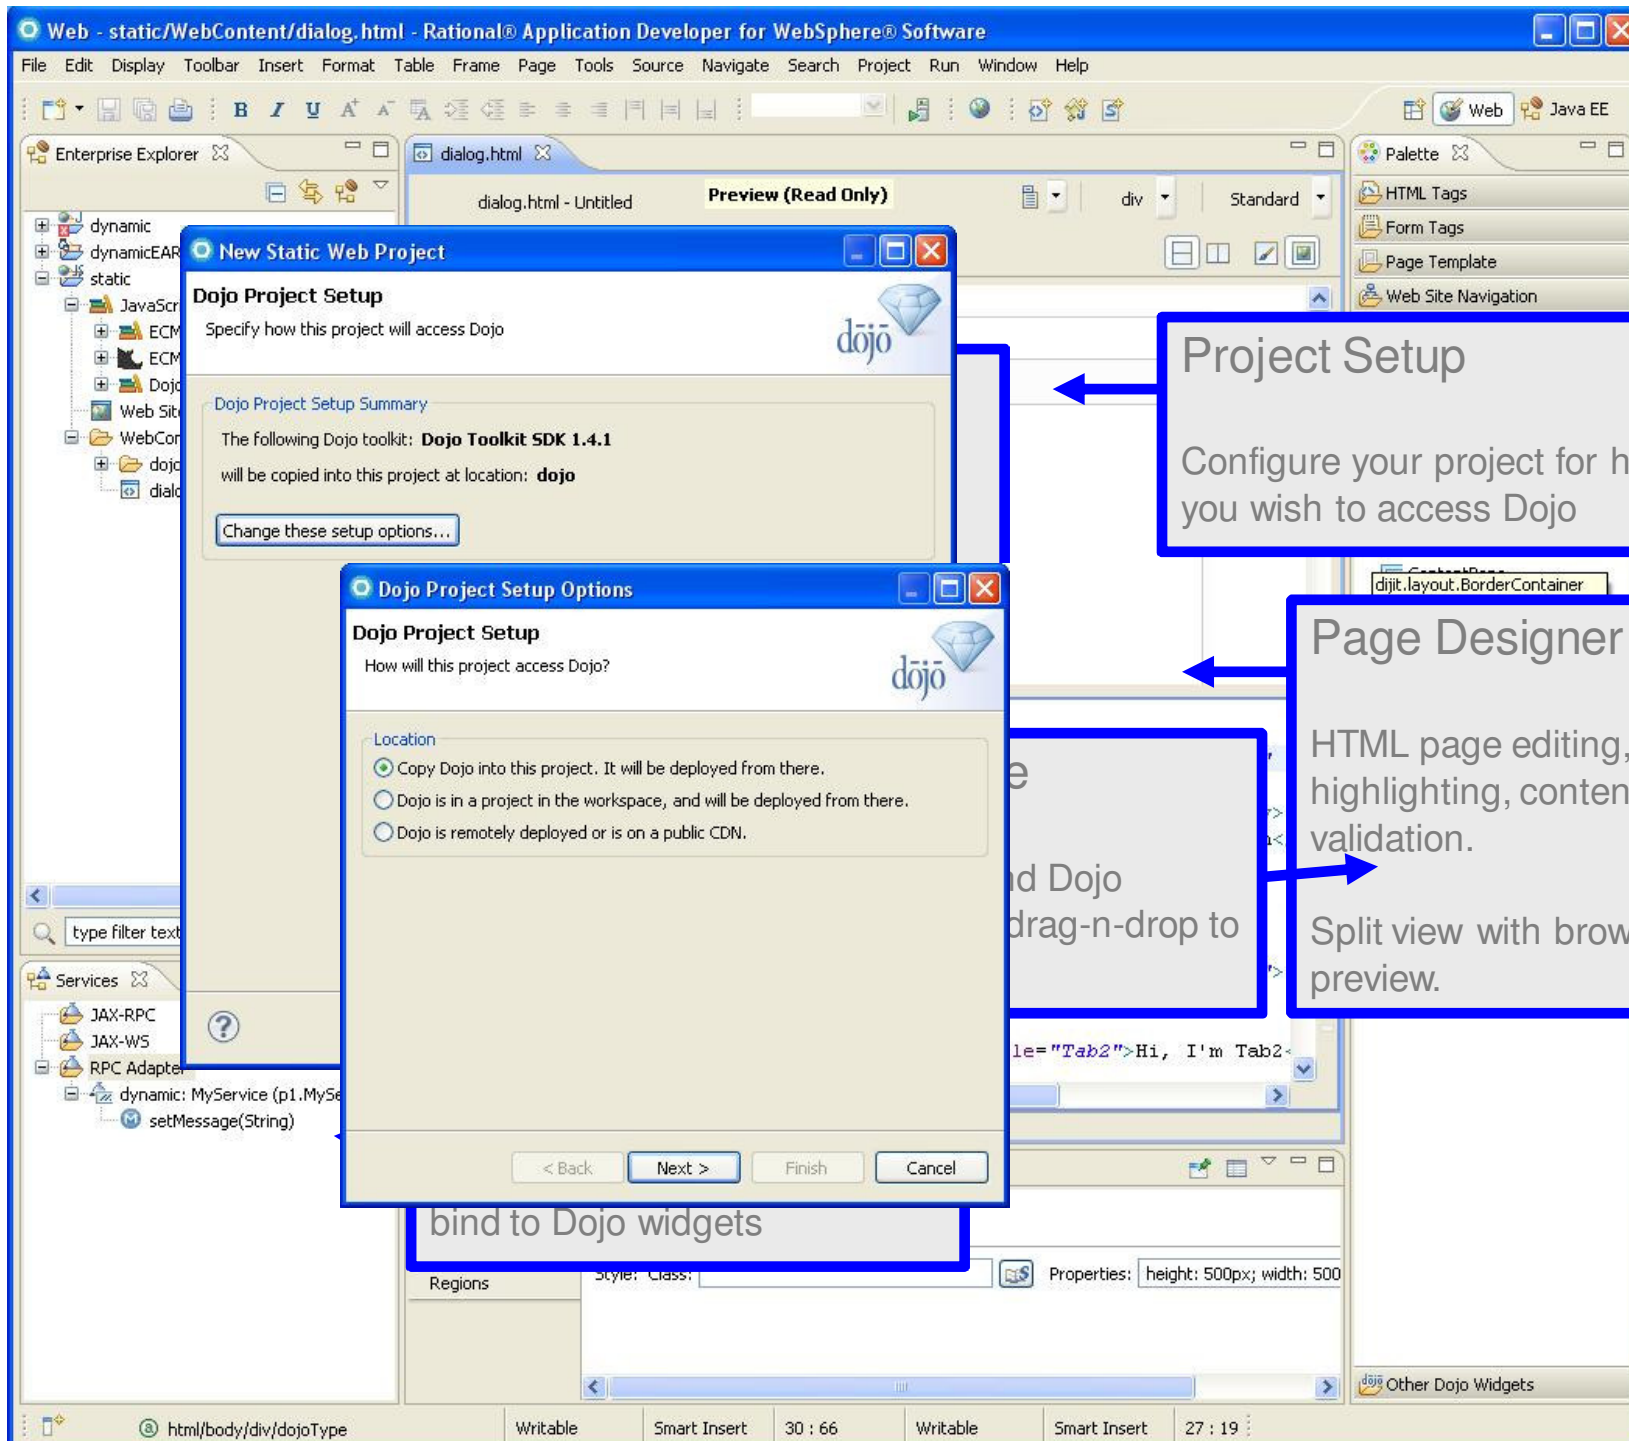 Web - static/WebContent/dialog.html - Rational® Application Developer for WebSphere® Software
File Edit Display Toolbar Insert Format Table Frame Page Tools Source Navigate Search Project Run Window Help
B I U A A
Web Java EE
Enterprise Explorer
dynamic
dynamicEAR
static
JavaScr
ECM
ECM
Dojo
Web Site
WebCon
dojo
dialo
type filter text
dialog.html
dialog.html - Untitled
Preview (Read Only)
div
Standard
Palette
HTML Tags
Form Tags
Page Template
Web Site Navigation
New Static Web Project
Dojo Project Setup
Specify how this project will access Dojo
dōjō
Dojo Project Setup Summary
The following Dojo toolkit: Dojo Toolkit SDK 1.4.1
will be copied into this project at location: dojo
Change these setup options...
Project Setup
Configure your project for h
you wish to access Dojo
dijit.layout.BorderContainer
Dojo Project Setup Options
Dojo Project Setup
How will this project access Dojo?
dōjō
Location
Copy Dojo into this project. It will be deployed from there.
Dojo is in a project in the workspace, and will be deployed from there.
Dojo is remotely deployed or is on a public CDN.
< Back
Next >
Finish
Cancel
Page Designer
HTML page editing,
highlighting, conten
validation.
Split view with brow
preview.
e
nd Dojo
drag-n-drop to
le="Tab2">Hi, I'm Tab2<
Services
JAX-RPC
JAX-WS
RPC Adapter
dynamic: MyService (p1.MySe
setMessage(String)
bind to Dojo widgets
Regions
Style: Class:
Properties: height: 500px; width: 500
Other Dojo Widgets
html/body/div/dojoType
Writable
Smart Insert
30 : 66
Writable
Smart Insert
27 : 19